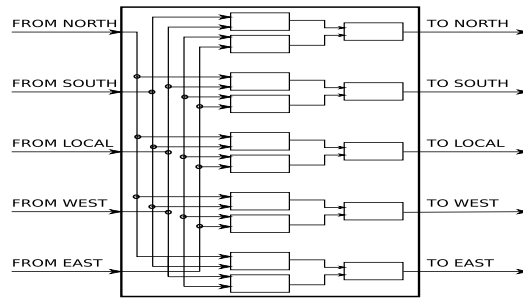 FROM NORTH TO NORTH
FROM SOUTH TO SOUTH
FROM LOCAL TO LOCAL
FROM WEST TO WEST
FROM EAST TO EAST